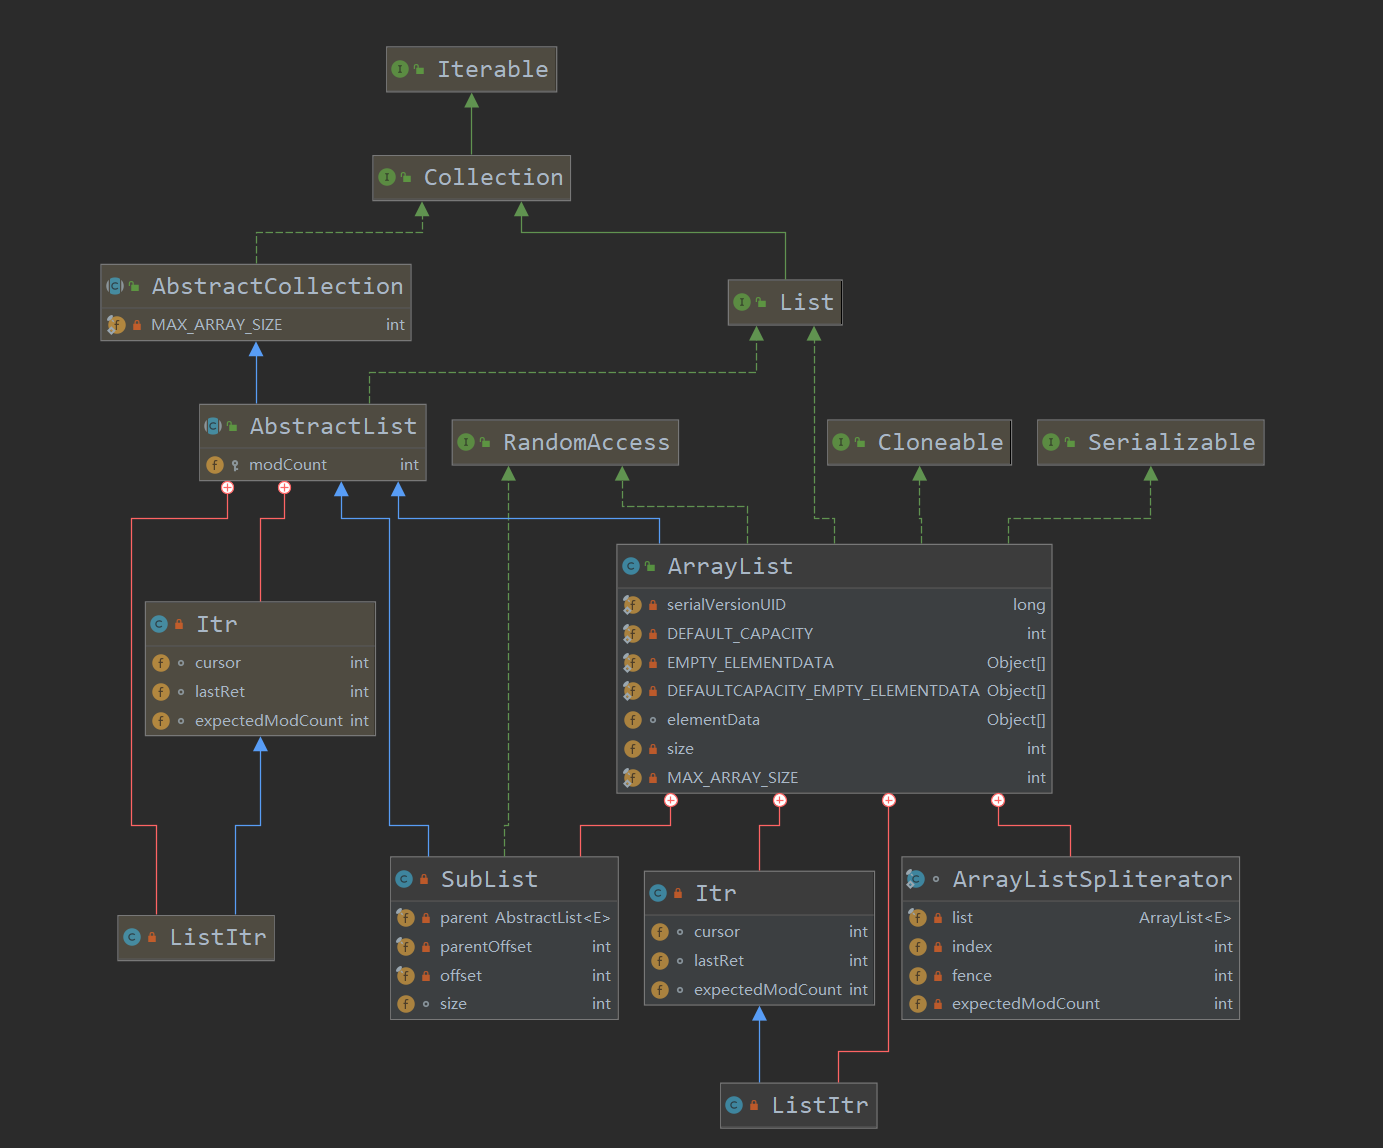 Iterable
Collection
AbstractCollection
MAX_ARRAY_SIZE int
List
AbstractList
modCount int
RandomAccess
Cloneable
Serializable
ArrayList
serialVersionUID long
DEFAULT_CAPACITY int
EMPTY_ELEMENTDATA Object[]
DEFAULTCAPACITY_EMPTY_ELEMENTDATA Object[]
elementData Object[]
size int
MAX_ARRAY_SIZE int
Itr
cursor int
lastRet int
expectedModCount int
ListItr
SubList
parent AbstractList<E>
parentOffset int
offset int
size int
Itr
cursor int
lastRet int
expectedModCount int
ArrayListSpliterator
list ArrayList<E>
index int
fence int
expectedModCount int
ListItr